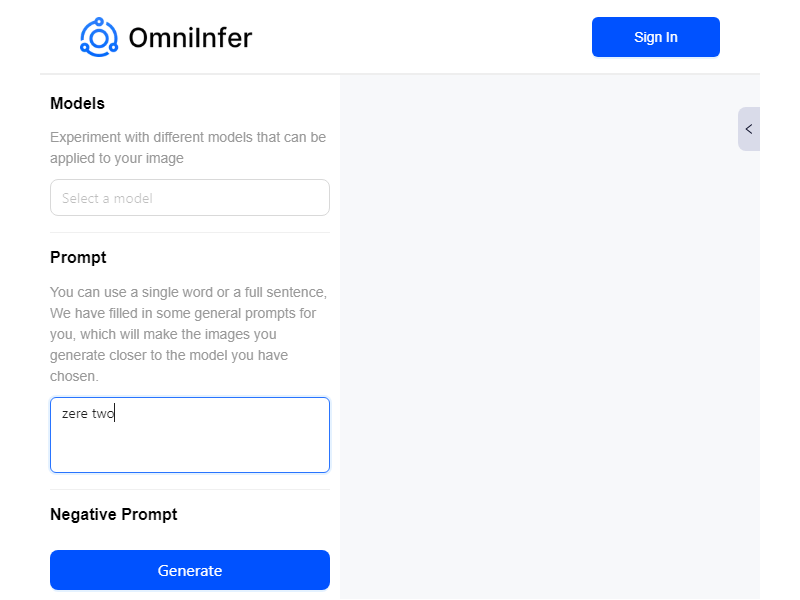 OmniInfer
Sign In
Models
Experiment with different models that can be
applied to your image
Select a model
Prompt
You can use a single word or a full sentence,
We have filled in some general prompts for
you, which will make the images you
generate closer to the model you have
chosen.
zere two
Negative Prompt
Generate